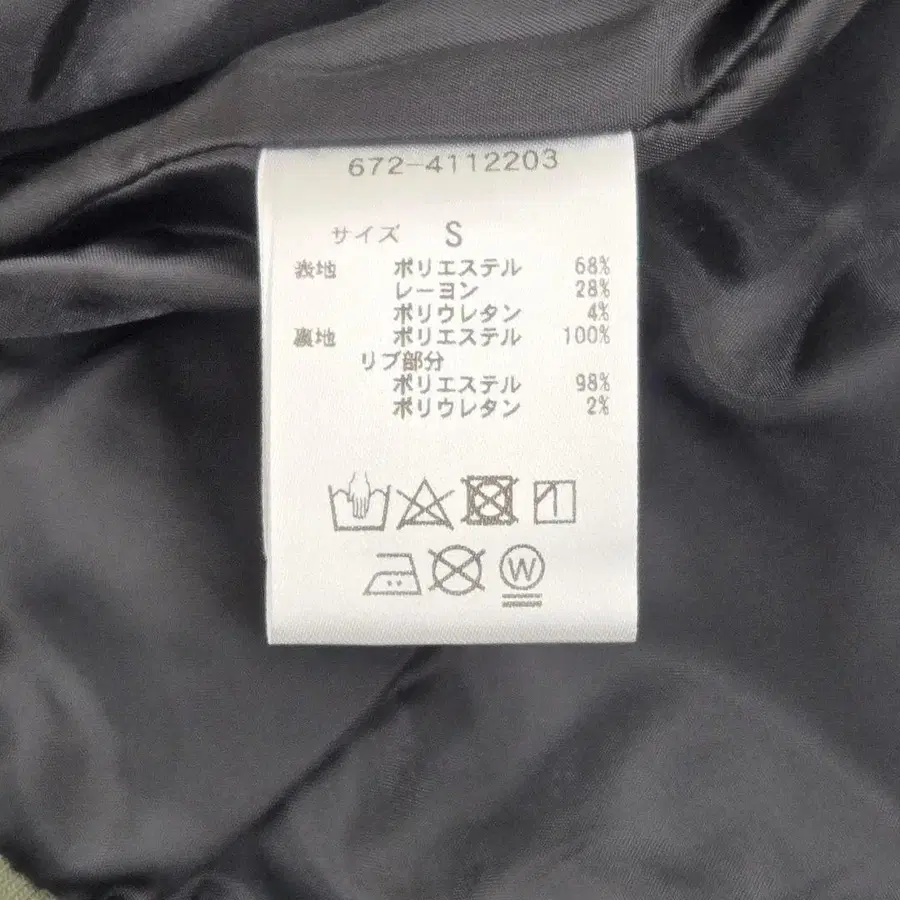 672-4112203
サイズ S
表地 ポリエステル 68%
レーヨン 28%
ポリウレタン 4%
裏地 ポリエステル 100%
リブ部分
ポリエステル 98%
ポリウレタン 2%
W